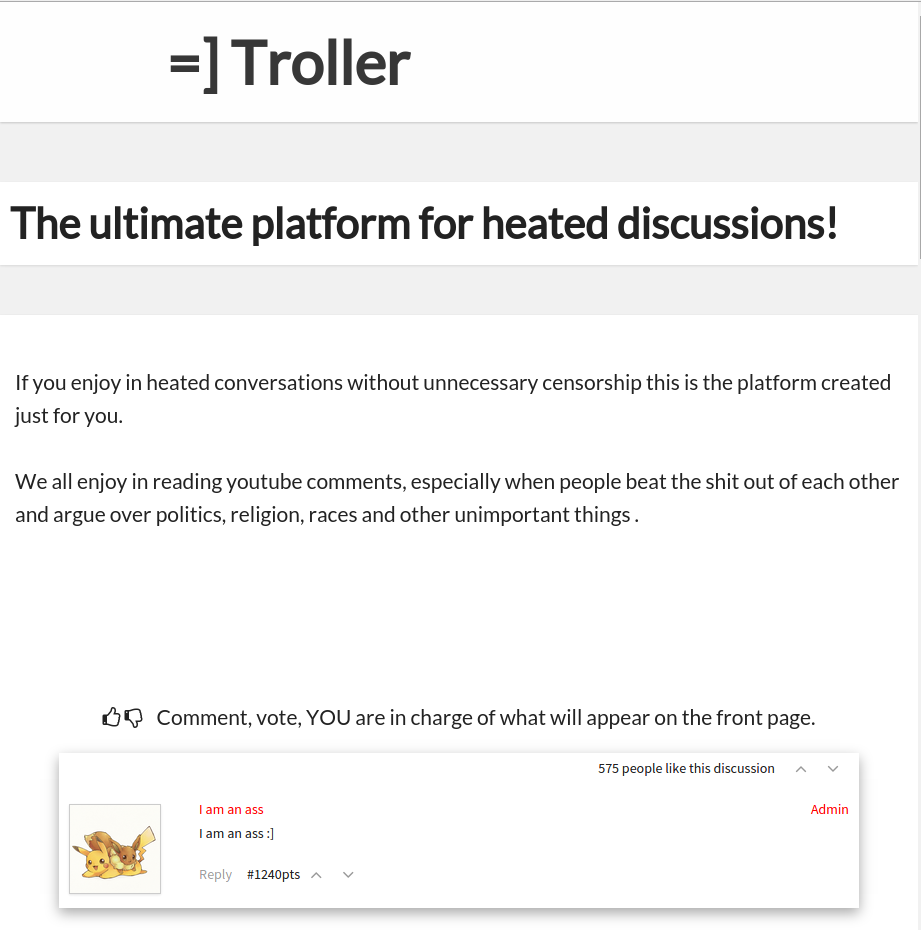 =] Troller
The ultimate platform for heated discussions!
If you enjoy in heated conversations without unnecessary censorship this is the platform created
just for you.
We all enjoy in reading youtube comments, especially when people beat the shit out of each other
and argue over politics, religion, races and other unimportant things .
Comment, vote, YOU are in charge of what will appear on the front page.
575 people like this discussion
I am an ass Admin
I am an ass :]
Reply #1240pts